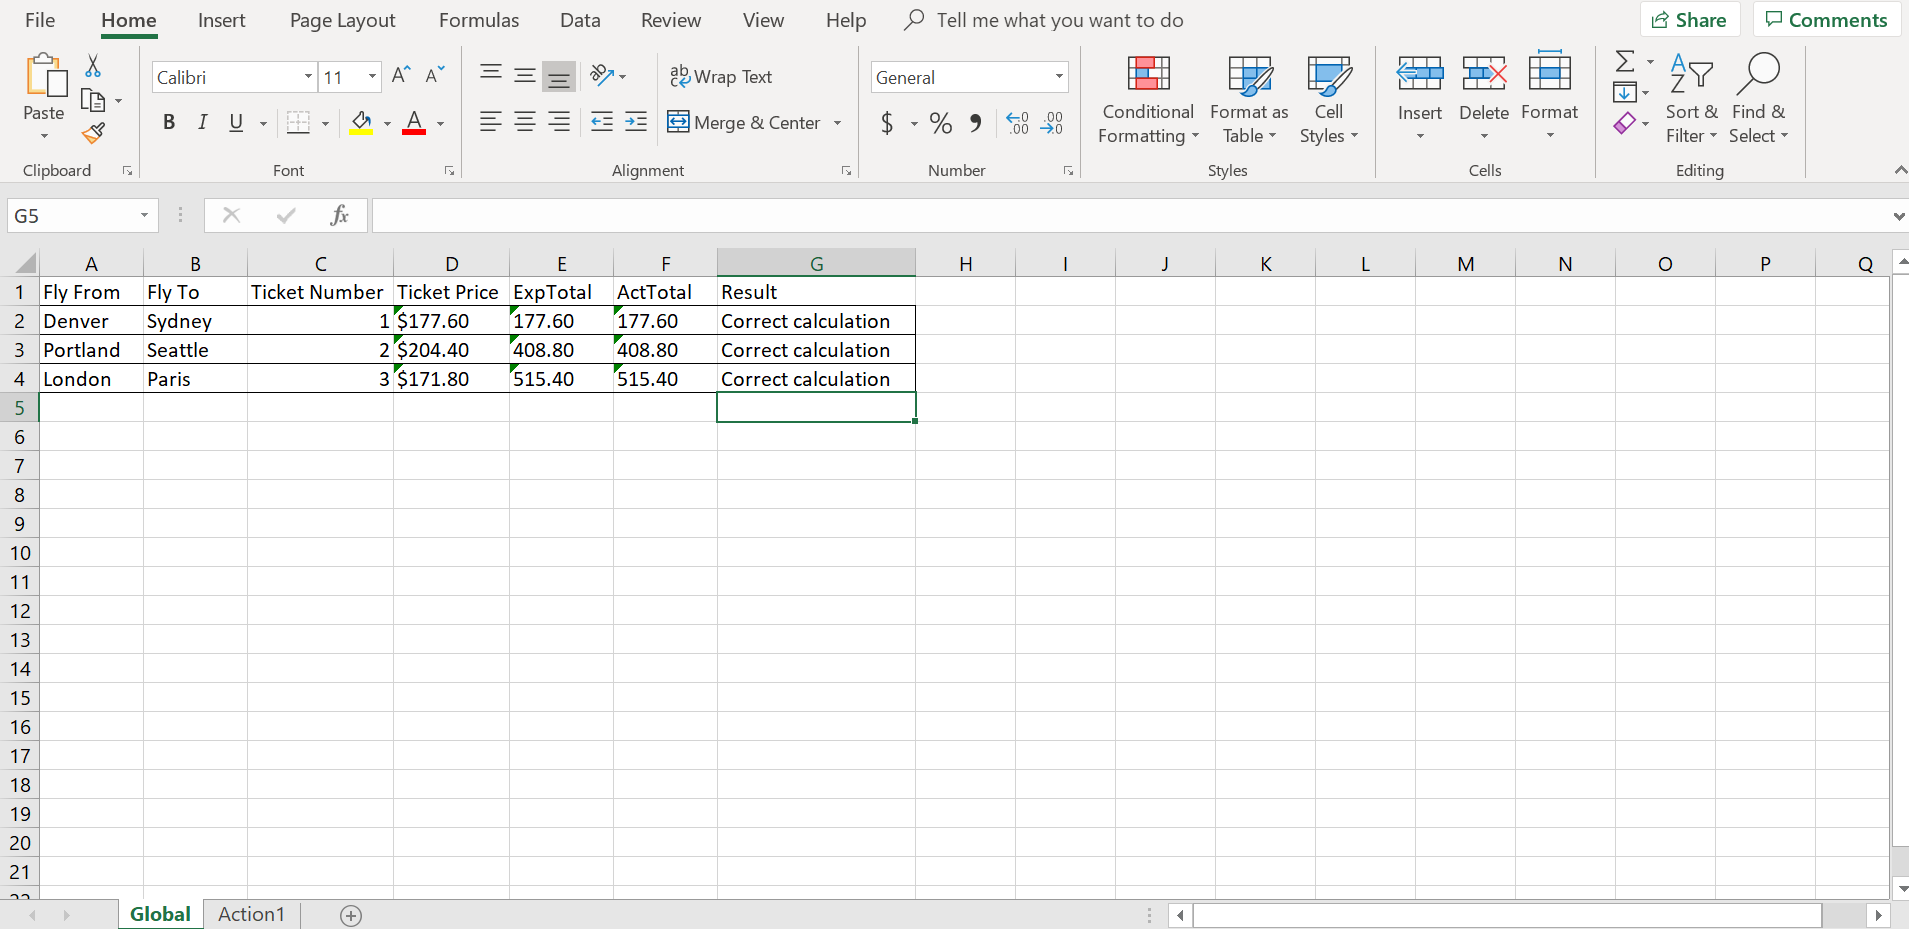 File Home Insert Page Layout Formulas Data Review View Help Tell me what you want to do Share Comments
Paste Calibri 11 A A ab Wrap Text General Conditional Formatting Format as Table Cell Styles Insert Delete Format Σ A Z Sort & Filter Find & Select
B I U A Merge & Center $ % , .0 .00 .00 .0
Clipboard Font Alignment Number Styles Cells Editing
G5 fx
A B C D E F G H I J K L M N O P Q
1 Fly From Fly To Ticket Number Ticket Price ExpTotal ActTotal Result
2 Denver Sydney 1 $177.60 177.60 177.60 Correct calculation
3 Portland Seattle 2 $204.40 408.80 408.80 Correct calculation
4 London Paris 3 $171.80 515.40 515.40 Correct calculation
5
6
7
8
9
10
11
12
13
14
15
16
17
18
19
20
21
22
Global Action1